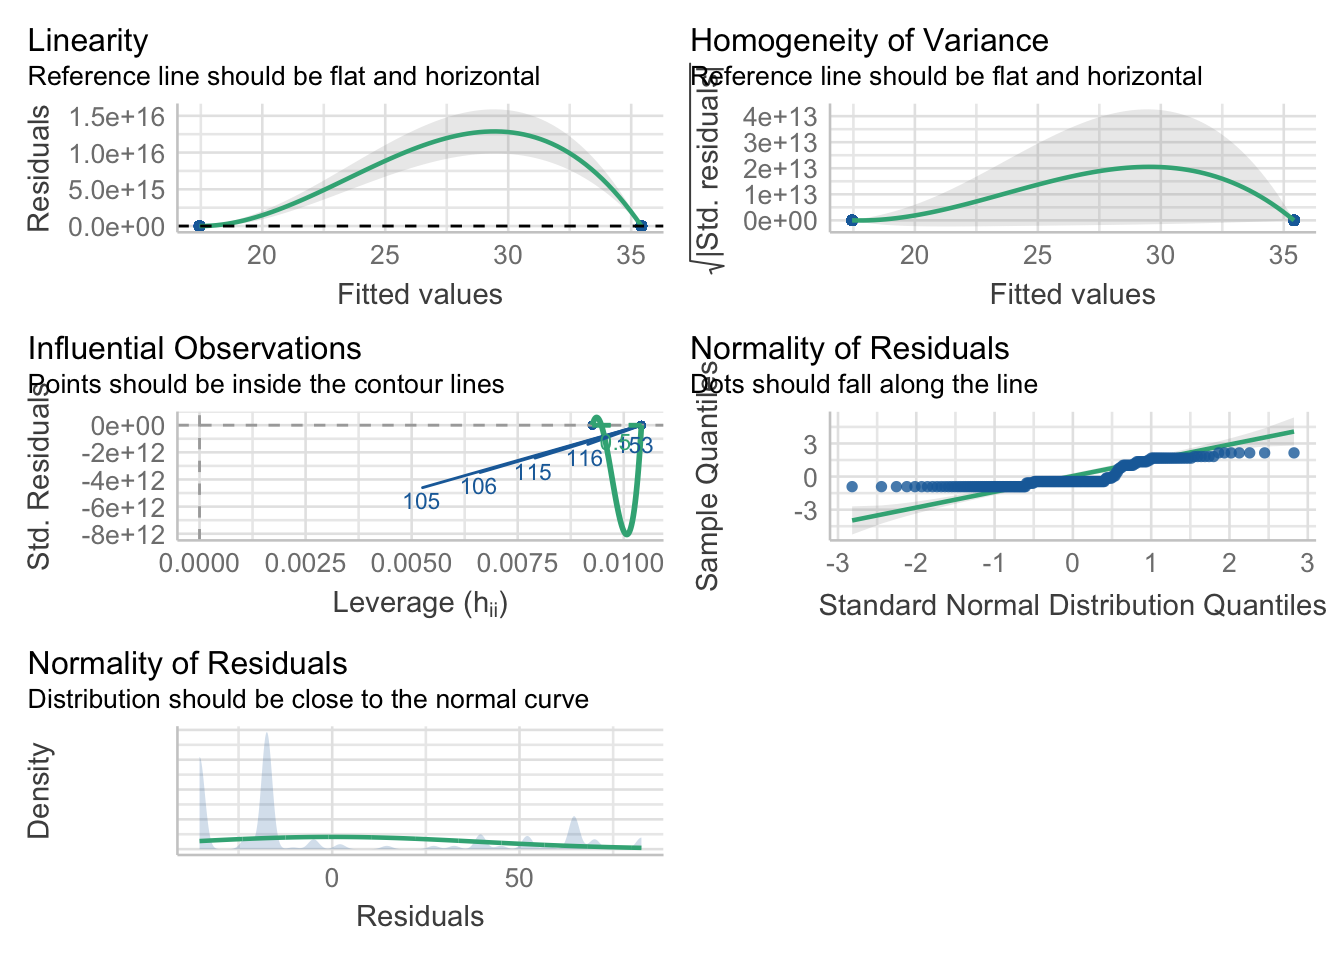 Linearity
Reference line should be flat and horizontal
Residuals
1.5e+16
1.0e+16
5.0e+15
0.0e+00
20
25
30
35
Fitted values
Homogeneity of Variance
Reference line should be flat and horizontal
√|Std. residuals|
4e+13
3e+13
2e+13
1e+13
0e+00
20
25
30
35
Fitted values
Influential Observations
Points should be inside the contour lines
Std. Residuals
0e+00
-2e+12
-4e+12
-6e+12
-8e+12
105
106
115
116
153
0.5
0.0000
0.0025
0.0050
0.0075
0.0100
Leverage (hii)
Normality of Residuals
Dots should fall along the line
Sample Quantiles
3
0
-3
-3
-2
-1
0
1
2
3
Standard Normal Distribution Quantiles
Normality of Residuals
Distribution should be close to the normal curve
Density
0
50
Residuals